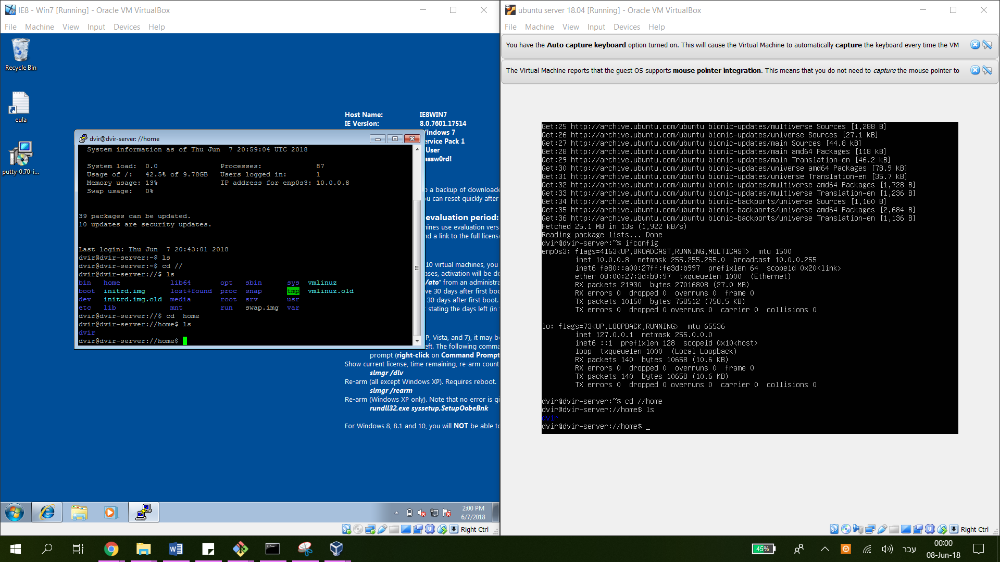 IE8 - Win7 [Running] - Oracle VM VirtualBox
File Machine View Input Devices Help
Recycle Bin
eula
putty-0.70-i...
Host Name: IE8WIN7
IE Version: 8.0.7601.17514
Windows 7
ervice Pack 1
User
assw0rd!
a backup of downloade
ou can reset quickly after
evaluation period:
hines use evaluation vers
nd a link to the full license
10 virtual machines, you
ases, activation will be do
/ato" from an administra
ve 30 days after first boo
30 days after first boot.
t stating the days left (in
P, Vista, and 7), it may be
eft. The following comma
prompt (right-click on Command Prompt
Show current license, time remaining, re-arm count
slmgr /dlv
Re-arm (all except Windows XP). Requires reboot.
slmgr /rearm
Re-arm (Windows XP only). Note that no error is gi
rundll32.exe syssetup,SetupOobeBnk
For Windows 8, 8.1 and 10, you will NOT be able to
dvir@dvir-server: //home
System information as of Thu Jun  7 20:59:04 UTC 2018
System load:  0.0 Processes: 87
Usage of /:   42.5% of 9.78GB Users logged in: 1
Memory usage: 13% IP address for enp0s3: 10.0.0.8
Swap usage:   0%
39 packages can be updated.
10 updates are security updates.
Last login: Thu Jun  7 20:43:01 2018
dvir@dvir-server:~$ ls
dvir@dvir-server:~$ cd //
dvir@dvir-server://$ ls
bin home lib64 opt sbin sys vmlinuz
boot initrd.img lost+found proc snap tmp vmlinuz.old
dev initrd.img.old media root srv usr
etc lib mnt run swap.img var
dvir@dvir-server://$ cd  home
dvir@dvir-server://home$ ls
dvir
dvir@dvir-server://home$
2:00 PM
6/7/2018
Right Ctrl
ubuntu server 18.04 [Running] - Oracle VM VirtualBox
File Machine View Input Devices Help
You have the Auto capture keyboard option turned on. This will cause the Virtual Machine to automatically capture the keyboard every time the VM
The Virtual Machine reports that the guest OS supports mouse pointer integration. This means that you do not need to capture the mouse pointer to
Get:25 http://archive.ubuntu.com/ubuntu bionic-updates/multiverse Sources [1,288 B]
Get:26 http://archive.ubuntu.com/ubuntu bionic-updates/universe Sources [27.1 kB]
Get:27 http://archive.ubuntu.com/ubuntu bionic-updates/main Sources [44.8 kB]
Get:28 http://archive.ubuntu.com/ubuntu bionic-updates/main amd64 Packages [118 kB]
Get:29 http://archive.ubuntu.com/ubuntu bionic-updates/main Translation-en [46.2 kB]
Get:30 http://archive.ubuntu.com/ubuntu bionic-updates/universe amd64 Packages [78.9 kB]
Get:31 http://archive.ubuntu.com/ubuntu bionic-updates/universe Translation-en [35.7 kB]
Get:32 http://archive.ubuntu.com/ubuntu bionic-updates/multiverse amd64 Packages [1,728 B]
Get:33 http://archive.ubuntu.com/ubuntu bionic-updates/multiverse Translation-en [1,236 B]
Get:34 http://archive.ubuntu.com/ubuntu bionic-backports/universe Sources [1,160 B]
Get:35 http://archive.ubuntu.com/ubuntu bionic-backports/universe amd64 Packages [2,684 B]
Get:36 http://archive.ubuntu.com/ubuntu bionic-backports/universe Translation-en [1,136 B]
Fetched 25.1 MB in 13s (1,922 kB/s)
Reading package lists... Done
dvir@dvir-server:~$ ifconfig
enp0s3: flags=4163<UP,BROADCAST,RUNNING,MULTICAST>  mtu 1500
inet 10.0.0.8  netmask 255.255.255.0  broadcast 10.0.0.255
inet6 fe80::a00:27ff:fe3d:b997  prefixlen 64  scopeid 0x20<link>
ether 08:00:27:3d:b9:97  txqueuelen 1000  (Ethernet)
RX packets 21930  bytes 27016808 (27.0 MB)
RX errors 0  dropped 0  overruns 0  frame 0
TX packets 10150  bytes 758512 (758.5 KB)
TX errors 0  dropped 0 overruns 0  carrier 0  collisions 0
lo: flags=73<UP,LOOPBACK,RUNNING>  mtu 65536
inet 127.0.0.1  netmask 255.0.0.0
inet6 ::1  prefixlen 128  scopeid 0x10<host>
loop  txqueuelen 1000  (Local Loopback)
RX packets 140  bytes 10658 (10.6 KB)
RX errors 0  dropped 0  overruns 0  frame 0
TX packets 140  bytes 10658 (10.6 KB)
TX errors 0  dropped 0 overruns 0  carrier 0  collisions 0
dvir@dvir-server:~$ cd //home
dvir@dvir-server://home$ ls
dvir
dvir@dvir-server://home$ _
Right Ctrl
45%
עבר
00:00
08-Jun-18